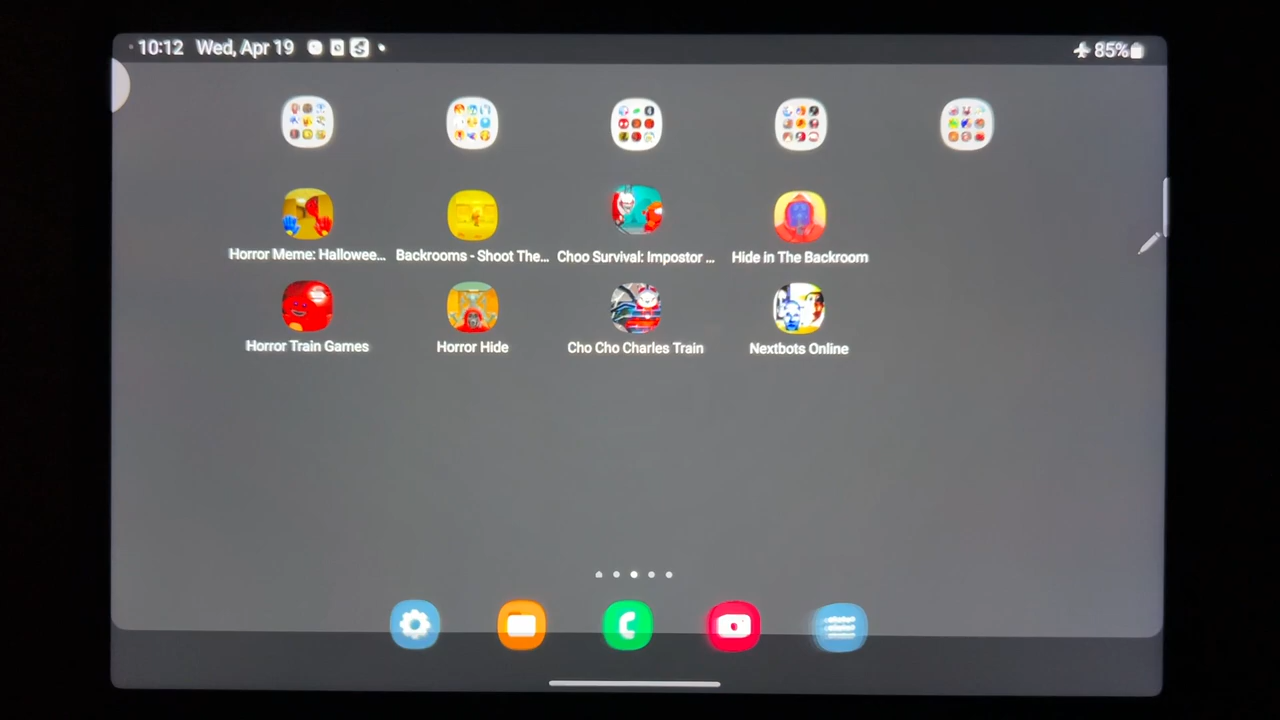 10:12 Wed, Apr 19
85%
Horror Meme: Hallowee...
Backrooms - Shoot The...
Choo Survival: Impostor ...
Hide in The Backroom
Horror Train Games
Horror Hide
Cho Cho Charles Train
Nextbots Online